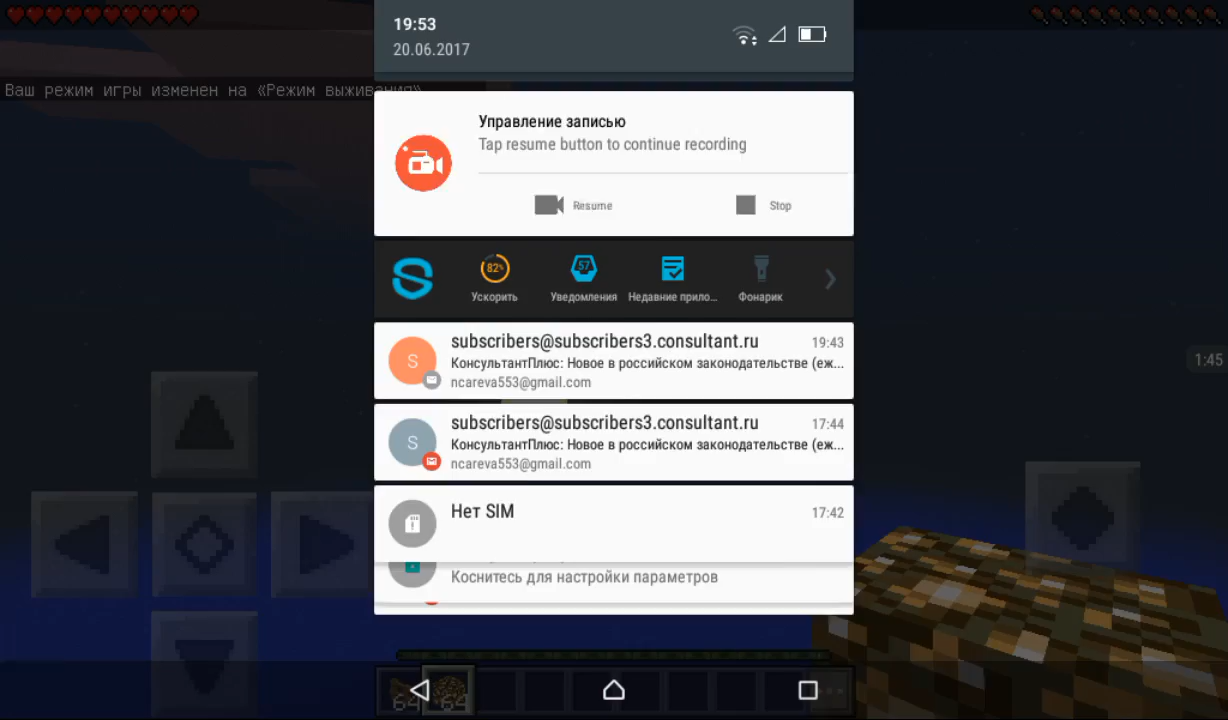 19:53
20.06.2017
Ваш режим игры изменен на «Режим выживания»
Управление записью
Tap resume button to continue recording
Resume
Stop
82%
57
Ускорить
Уведомления
Недавние прило...
Фонарик
subscribers@subscribers3.consultant.ru
19:43
КонсультантПлюс: Новое в российском законодательстве (еж...
ncareva553@gmail.com
1:45
subscribers@subscribers3.consultant.ru
17:44
КонсультантПлюс: Новое в российском законодательстве (еж...
ncareva553@gmail.com
Нет SIM
17:42
Коснитесь для настройки параметров
64
64